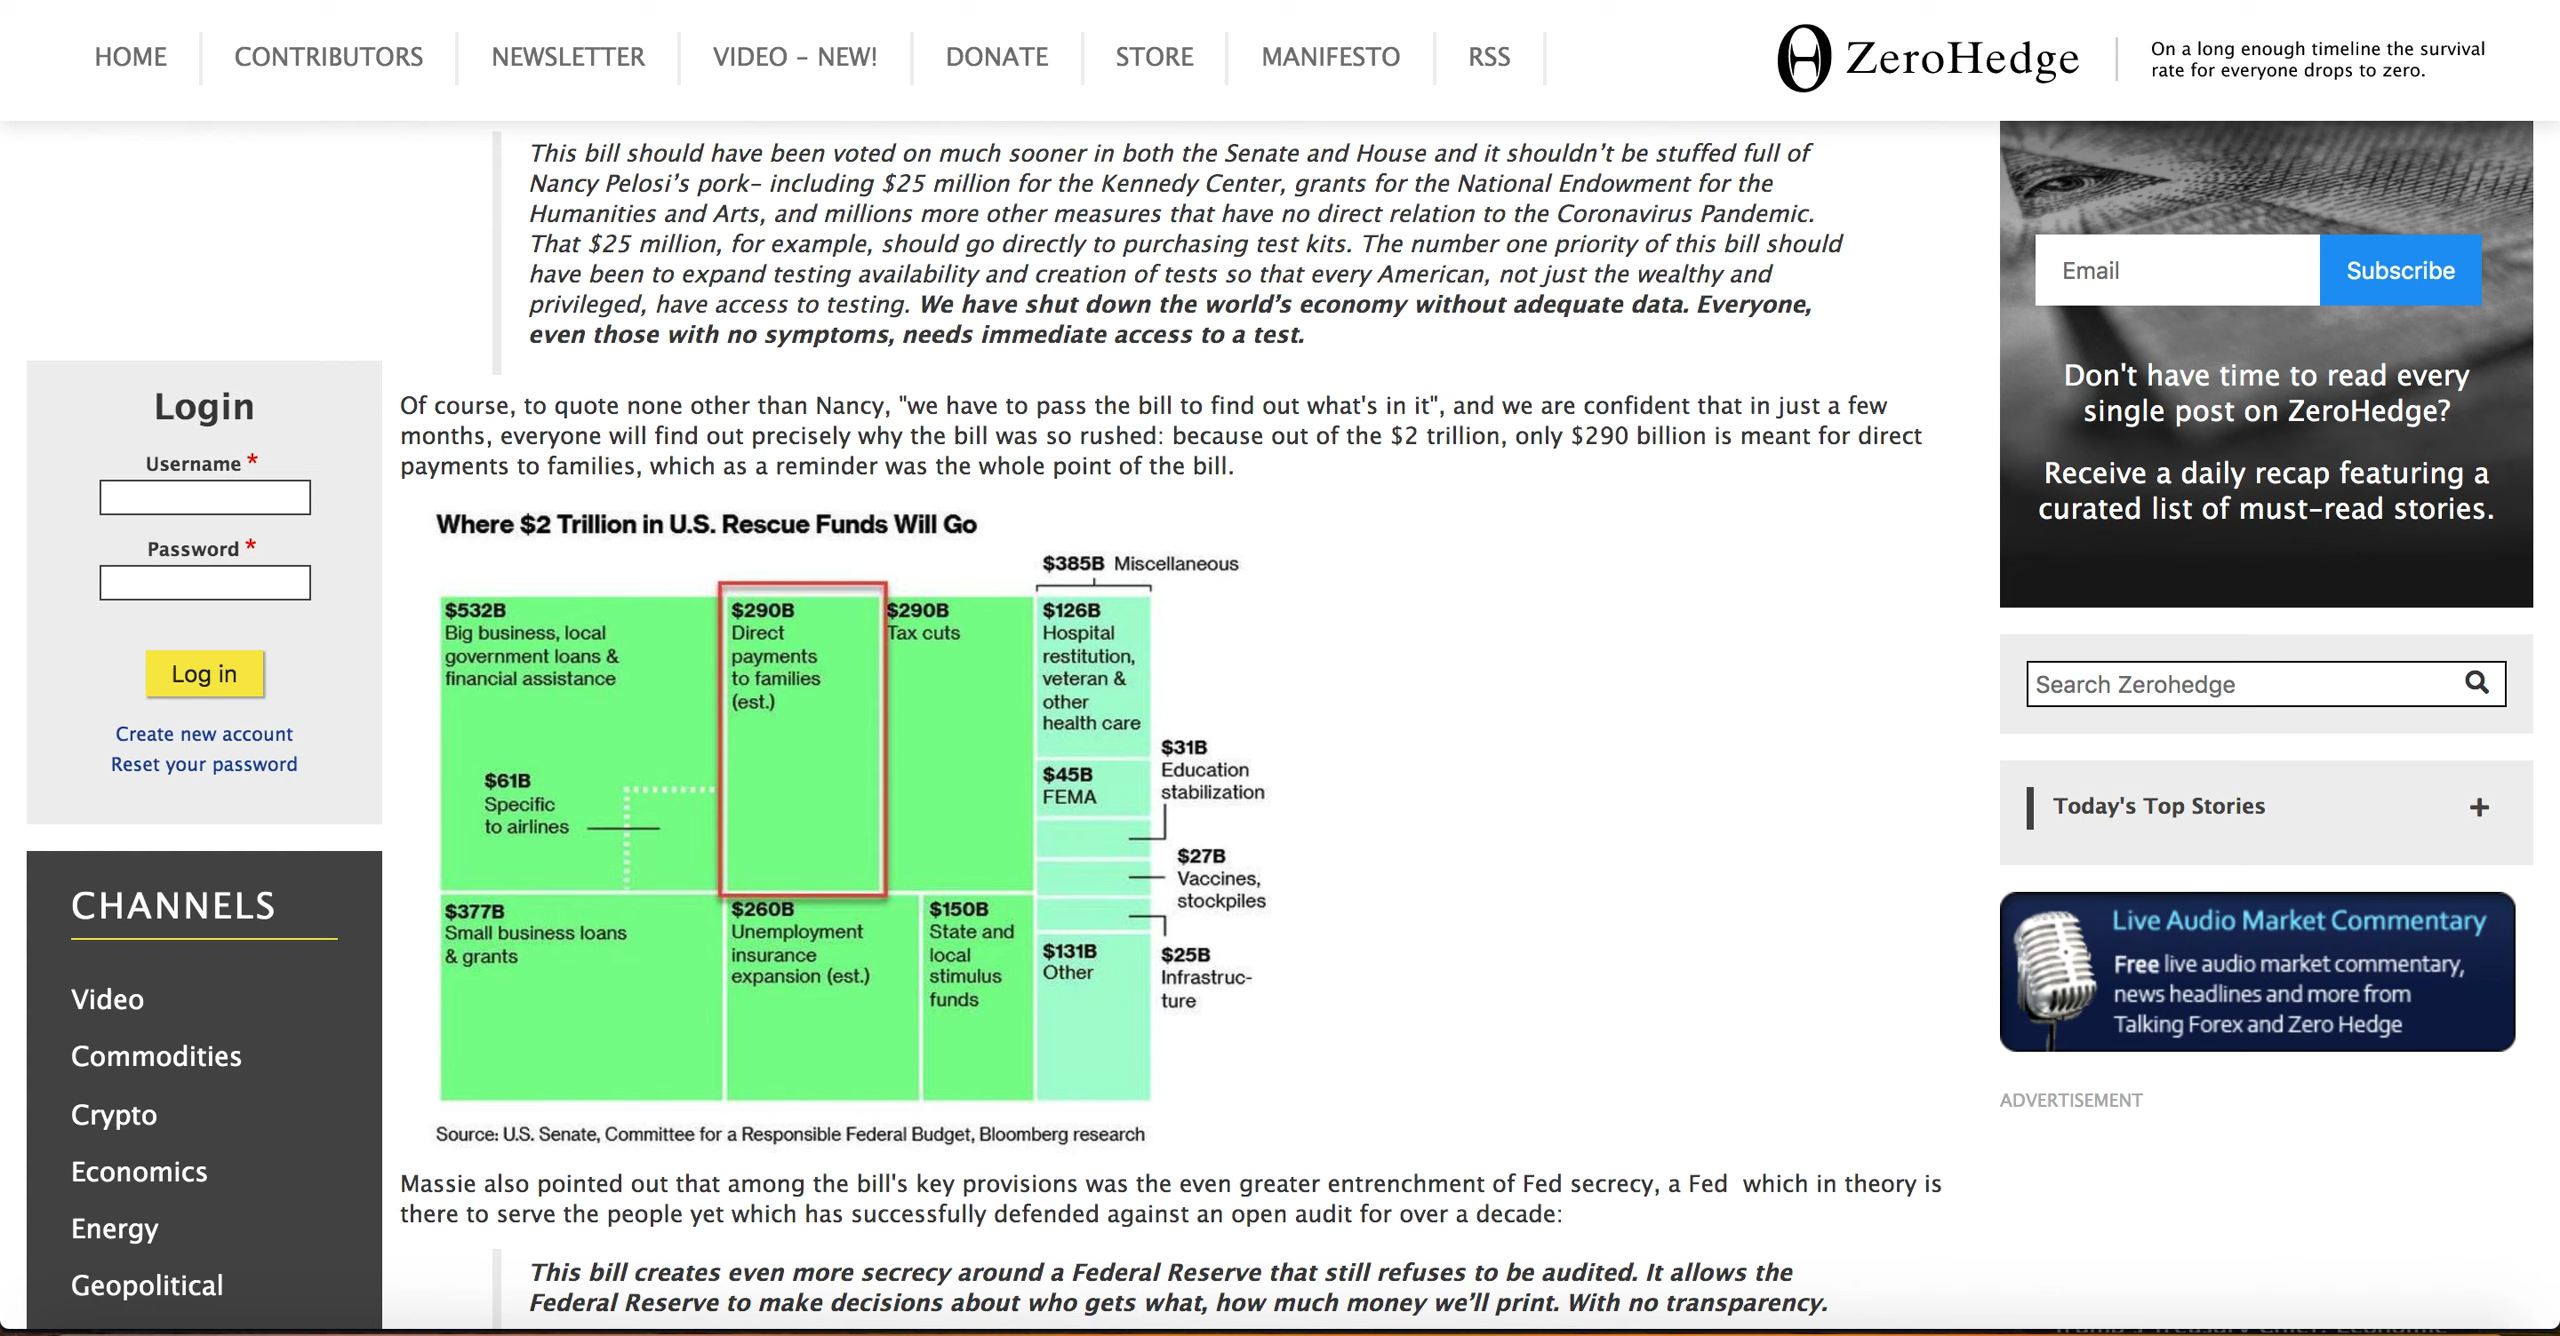 HOME
CONTRIBUTORS
NEWSLETTER
VIDEO – NEW!
DONATE
STORE
MANIFESTO
RSS
ZeroHedge
On a long enough timeline the survival
rate for everyone drops to zero.
This bill should have been voted on much sooner in both the Senate and House and it shouldn’t be stuffed full of
Nancy Pelosi’s pork– including $25 million for the Kennedy Center, grants for the National Endowment for the
Humanities and Arts, and millions more other measures that have no direct relation to the Coronavirus Pandemic.
That $25 million, for example, should go directly to purchasing test kits. The number one priority of this bill should
have been to expand testing availability and creation of tests so that every American, not just the wealthy and
privileged, have access to testing. We have shut down the world’s economy without adequate data. Everyone,
even those with no symptoms, needs immediate access to a test.
Login
Username *
Password *
Log in
Create new account
Reset your password
CHANNELS
Video
Commodities
Crypto
Economics
Energy
Geopolitical
Of course, to quote none other than Nancy, "we have to pass the bill to find out what's in it", and we are confident that in just a few
months, everyone will find out precisely why the bill was so rushed: because out of the $2 trillion, only $290 billion is meant for direct
payments to families, which as a reminder was the whole point of the bill.
Where $2 Trillion in U.S. Rescue Funds Will Go
$385B Miscellaneous
$532B
Big business, local
government loans &
financial assistance
$61B
Specific
to airlines
$290B
Direct
payments
to families
(est.)
$290B
Tax cuts
$126B
Hospital
restitution,
veteran &
other
health care
$45B
FEMA
$31B
Education
stabilization
$27B
Vaccines,
stockpiles
$25B
Infrastruc-
ture
$131B
Other
$377B
Small business loans
& grants
$260B
Unemployment
insurance
expansion (est.)
$150B
State and
local
stimulus
funds
Source: U.S. Senate, Committee for a Responsible Federal Budget, Bloomberg research
Massie also pointed out that among the bill's key provisions was the even greater entrenchment of Fed secrecy, a Fed  which in theory is
there to serve the people yet which has successfully defended against an open audit for over a decade:
This bill creates even more secrecy around a Federal Reserve that still refuses to be audited. It allows the
Federal Reserve to make decisions about who gets what, how much money we’ll print. With no transparency.
Email
Subscribe
Don't have time to read every
single post on ZeroHedge?
Receive a daily recap featuring a
curated list of must-read stories.
Search Zerohedge
Today's Top Stories
+
Live Audio Market Commentary
Free live audio market commentary,
news headlines and more from
Talking Forex and Zero Hedge
ADVERTISEMENT